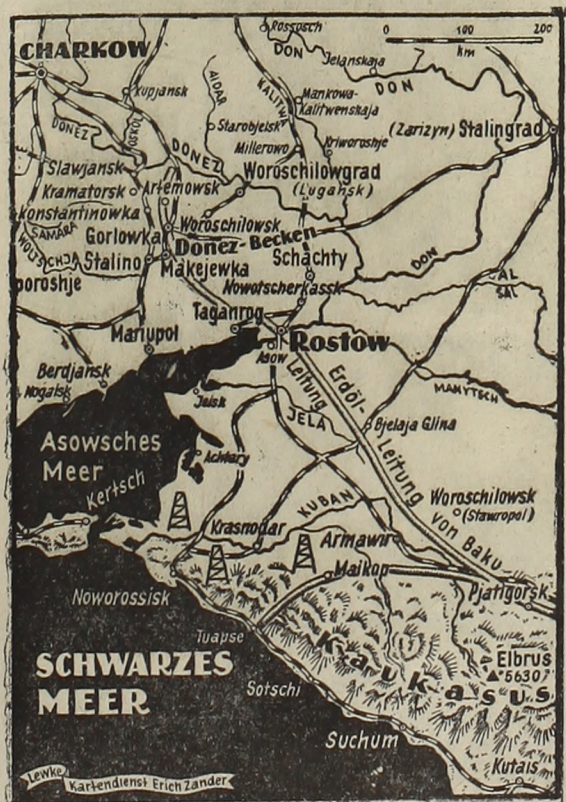 Rossosch
DON
0 100 200
km
CHARKOW
Jelanskaja
DON
Kupjansk
AIDAR
KALITWA
Mankowa-
Kalitwenskaja
DONEZ
OSKOL
Starobjelsk
Kriworoshje
(Zarizyn) Stalingrad
Millerowo
DONEZ
Slawjansk
Woroschilowgrad
(Lugansk)
Kramatorsk
Artemowsk
Konstantinowka
SAMARA
Woroschilowsk
Gorlowka
Donez-Becken
WOLTSCHJA
Stalino
Schachty
DON
Makejewka
poroshje
Nowotscherkassk
SAL
SAL
Taganrog
Mariupol
Rostow
Asow
Berdjansk
Nogaisk
Jeisk
Leitung
Erdöl-
Leitung
von Baku
MANYTSCH
JELA
Bjelaja Glina
Asowsches
Meer
Achtary
Kertsch
KUBAN
Woroschilowsk
(Stawropol)
Krasnodar
Armawir
Maikop
Pjatigorsk
Noworossisk
Tuapse
Kaukasus
Elbrus
5630
SCHWARZES
MEER
Sotschi
Suchum
Kutais
Lewke
Kartendienst Erich Zander